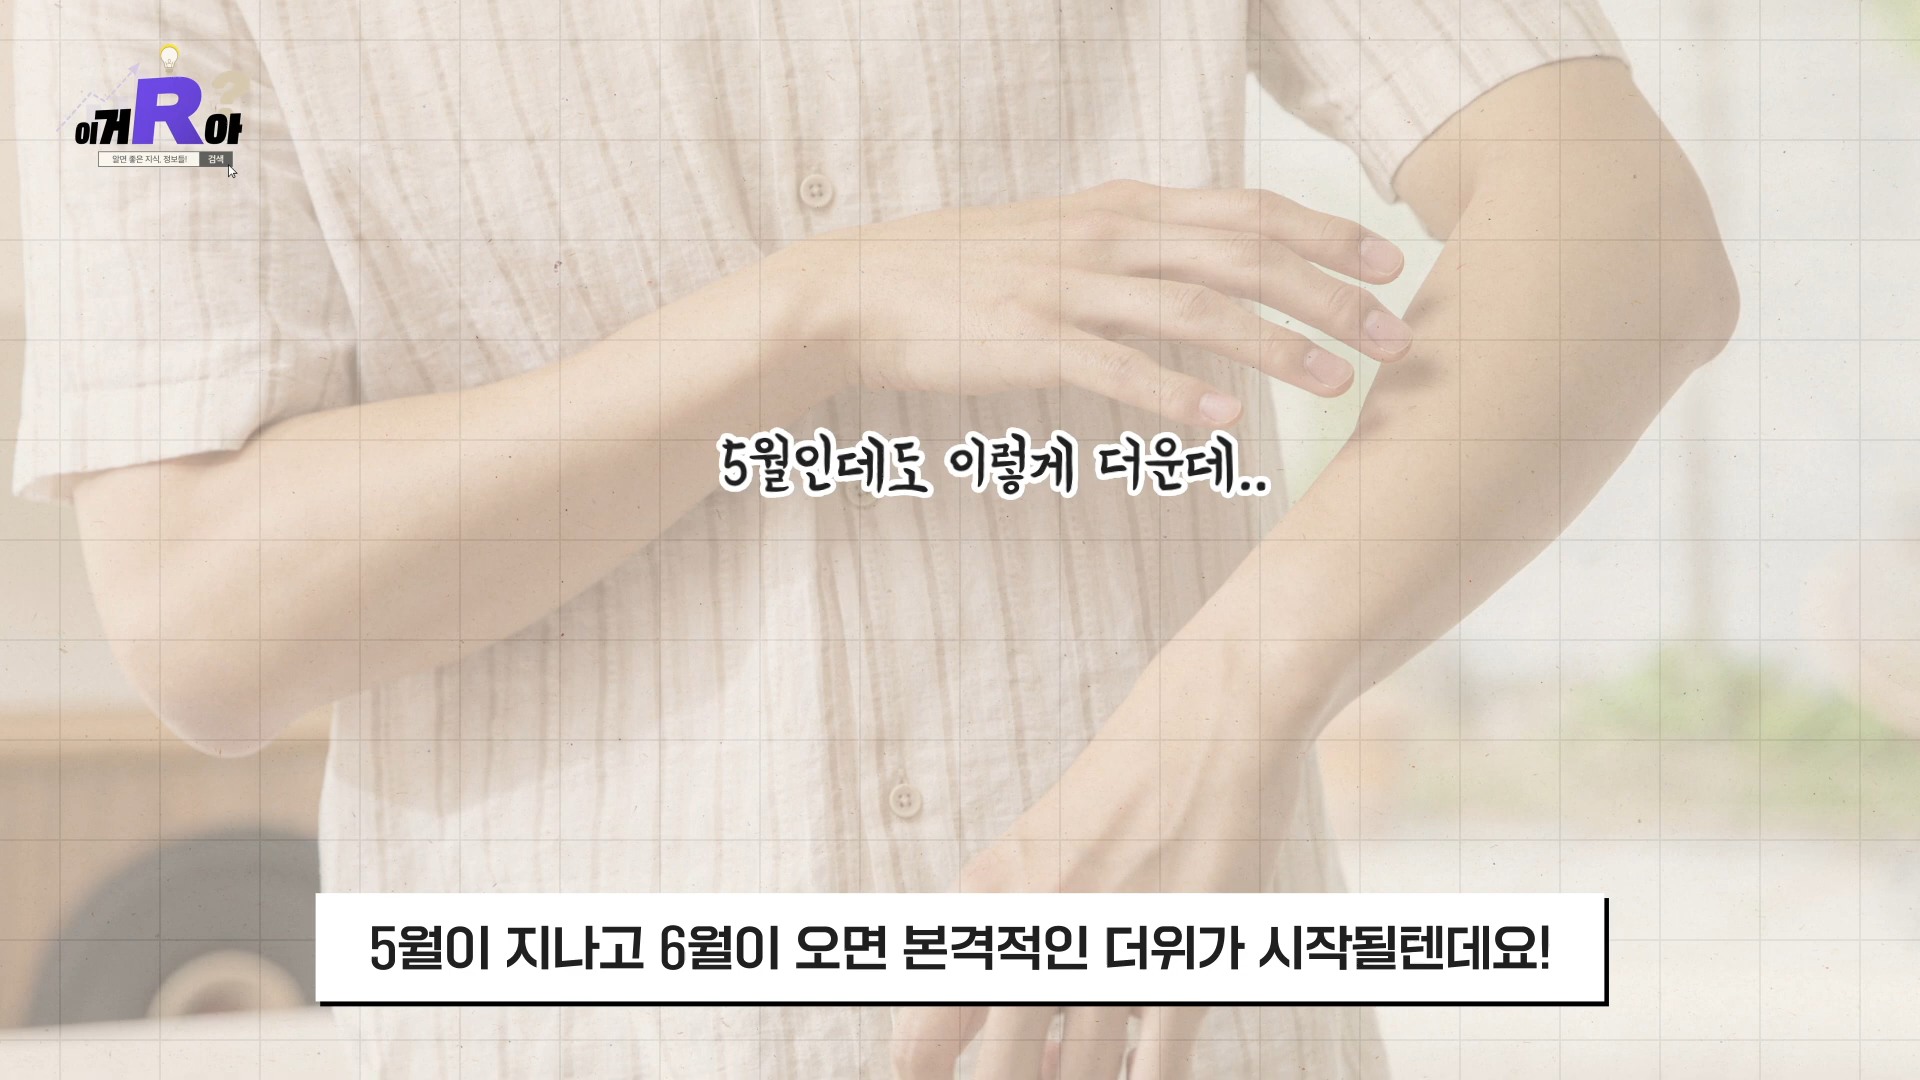 이거R아?
알면 좋은 지식, 정보들! 검색
5월인데도 이렇게 더운데..
5월이 지나고 6월이 오면 본격적인 더위가 시작될텐데요!